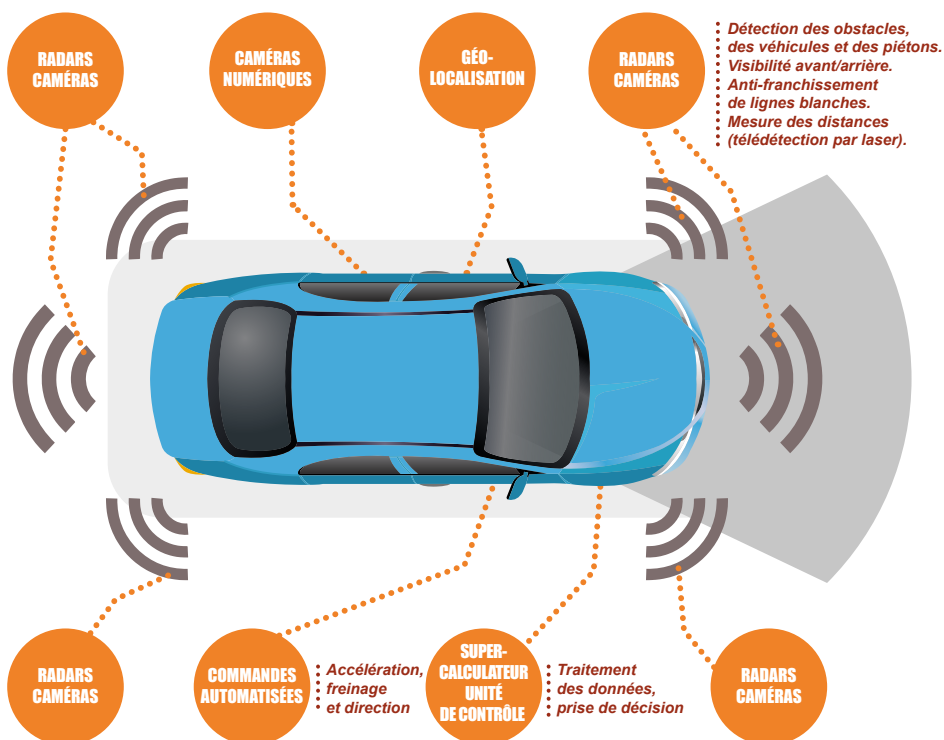 RADARS
CAMÉRAS
CAMÉRAS
NUMÉRIQUES
GÉO-
LOCALISATION
RADARS
CAMÉRAS
Détection des obstacles,
des véhicules et des piétons.
Visibilité avant/arrière.
Anti-franchissement
de lignes blanches.
Mesure des distances
(télédétection par laser).
RADARS
CAMÉRAS
COMMANDES
AUTOMATISÉES
Accélération,
freinage
et direction
SUPER-
CALCULATEUR
UNITÉ
DE CONTRÔLE
Traitement
des données,
prise de décision
RADARS
CAMÉRAS